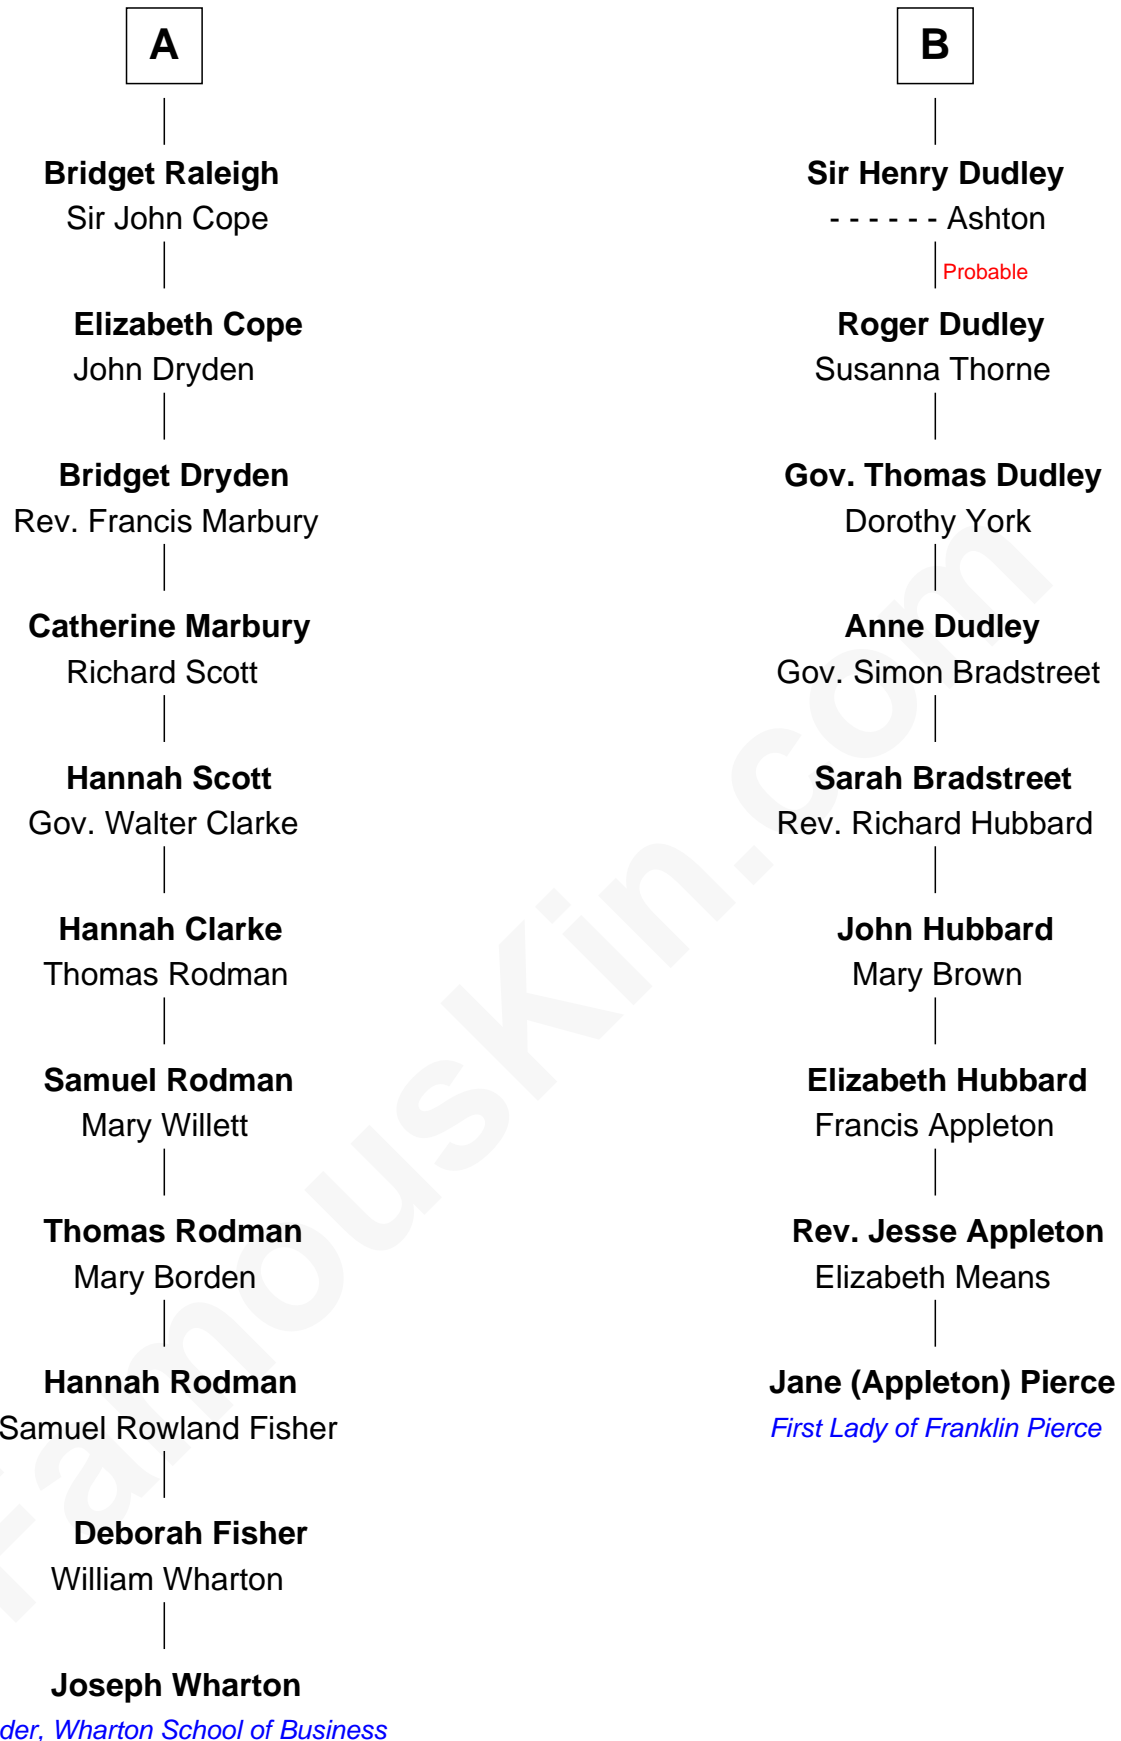 A
Bridget Raleigh
Sir John Cope
Elizabeth Cope
John Dryden
Bridget Dryden
Rev. Francis Marbury
Catherine Marbury
Richard Scott
Hannah Scott
Gov. Walter Clarke
Hannah Clarke
Thomas Rodman
Samuel Rodman
Mary Willett
Thomas Rodman
Mary Borden
Hannah Rodman
Samuel Rowland Fisher
Deborah Fisher
William Wharton
Joseph Wharton
der, Wharton School of Business
B
Sir Henry Dudley
- - - - - - Ashton
Probable
Roger Dudley
Susanna Thorne
Gov. Thomas Dudley
Dorothy York
Anne Dudley
Gov. Simon Bradstreet
Sarah Bradstreet
Rev. Richard Hubbard
John Hubbard
Mary Brown
Elizabeth Hubbard
Francis Appleton
Rev. Jesse Appleton
Elizabeth Means
Jane (Appleton) Pierce
First Lady of Franklin Pierce
FamousKin.com